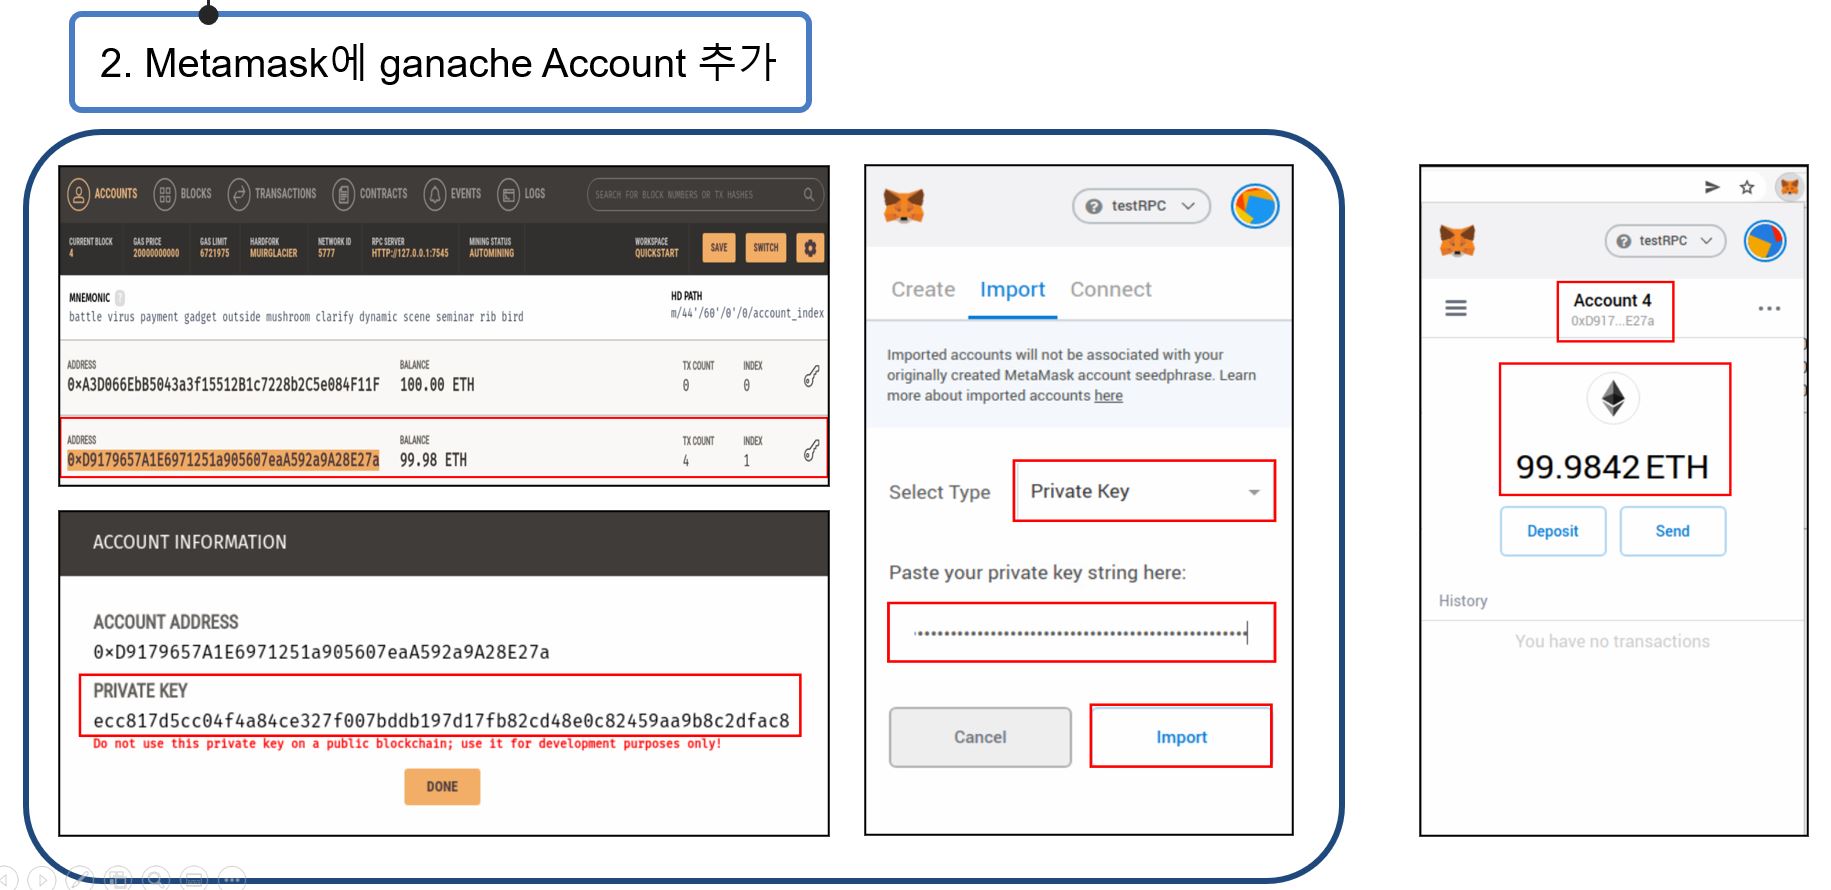 2. Metamask에 ganache Account 추가
ACCOUNTS BLOCKS TRANSACTIONS CONTRACTS EVENTS LOGS SEARCH FOR BLOCK NUMBERS OR TX HASHES
CURRENT BLOCK GAS PRICE GAS LIMIT HARDFORK NETWORK ID RPC SERVER MINING STATUS WORKSPACE
4 20000000000 6721975 MUIRGLACIER 5777 HTTP://127.0.0.1:7545 AUTOMINING QUICKSTART SAVE SWITCH
MNEMONIC ? HD PATH
battle virus payment gadget outside mushroom clarify dynamic scene seminar rib bird m/44'/60'/0'/0/account_index
ADDRESS BALANCE TX COUNT INDEX
0×A3D066EbB5043a3f15512B1c7228b2C5e084F11F 100.00 ETH 0 0
ADDRESS BALANCE TX COUNT INDEX
0×D9179657A1E6971251a905607eaA592a9A28E27a 99.98 ETH 4 1
ACCOUNT INFORMATION
ACCOUNT ADDRESS
0×D9179657A1E6971251a905607eaA592a9A28E27a
PRIVATE KEY
ecc817d5cc04f4a84ce327f007bddb197d17fb82cd48e0c82459aa9b8c2dfac8
Do not use this private key on a public blockchain; use it for development purposes only!
DONE
? testRPC
Create Import Connect
Imported accounts will not be associated with your
originally created MetaMask account seedphrase. Learn
more about imported accounts here
Select Type Private Key
Paste your private key string here:
Cancel Import
? testRPC
Account 4
0xD917...E27a
99.9842 ETH
Deposit Send
History
You have no transactions